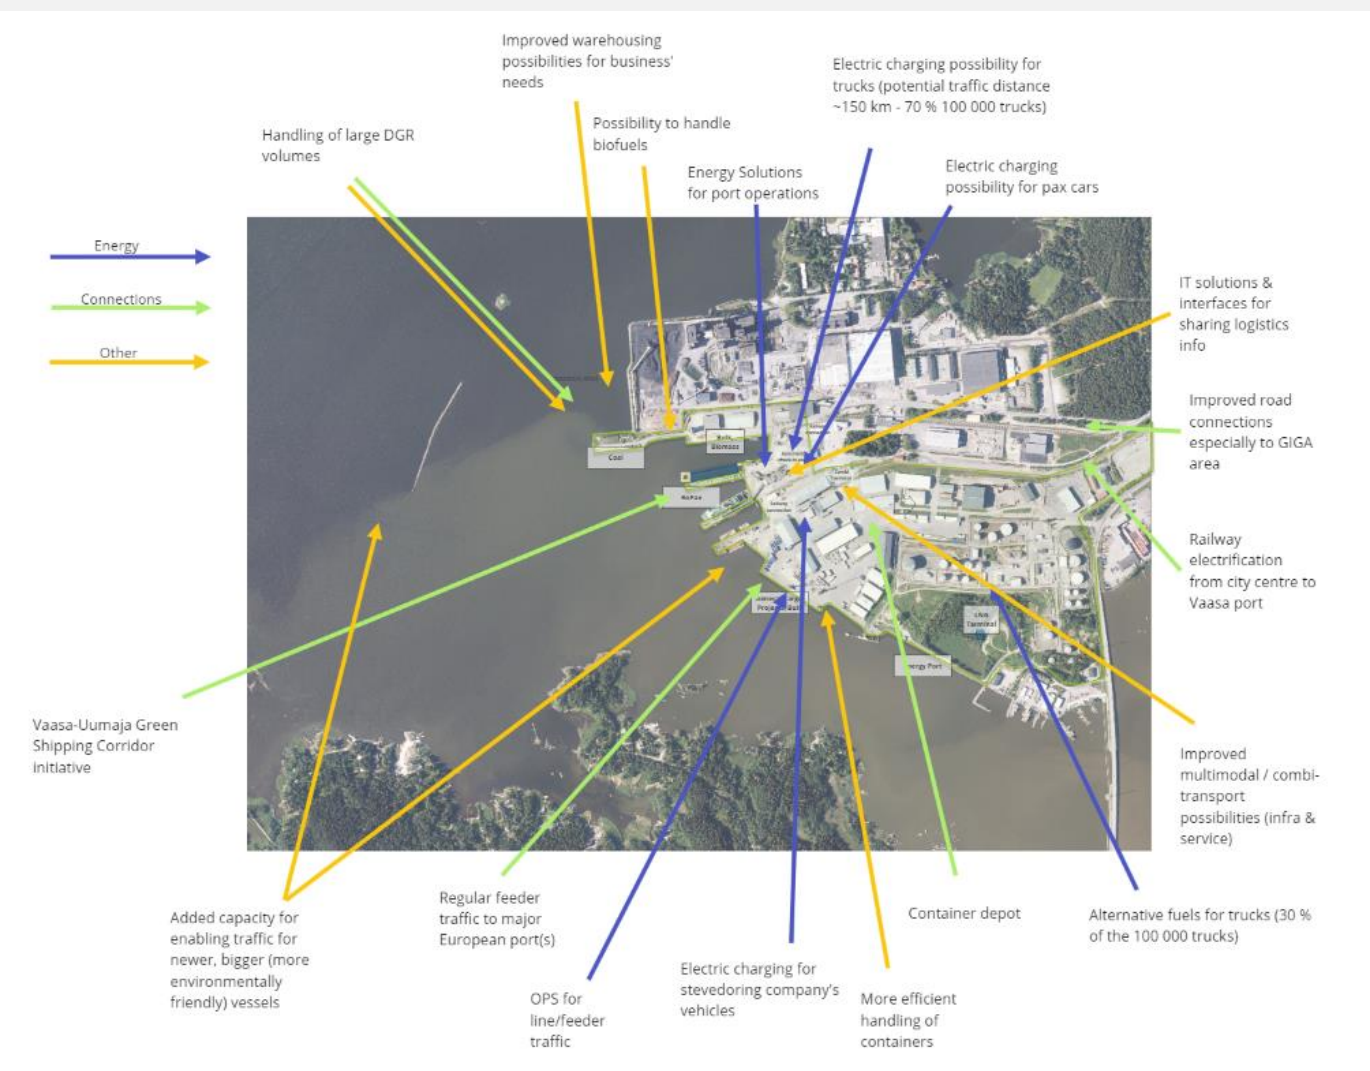 Improved warehousing
possibilities for business'
needs
Electric charging possibility for
trucks (potential traffic distance
~150 km - 70 % 100 000 trucks)
Handling of large DGR
volumes
Possibility to handle
biofuels
Energy Solutions
for port operations
Electric charging
possibility for pax cars
Energy
Connections
Other
IT solutions &
interfaces for
sharing logistics
info
Improved road
connections
especially to GIGA
area
Railway
electrification
from city centre to
Vaasa port
Coal
Bulk,
Biomass
RoPax
Terminal
Energy Port
Vaasa-Uumaja Green
Shipping Corridor
initiative
Improved
multimodal / combi-
transport
possibilities (infra &
service)
Added capacity for
enabling traffic for
newer, bigger (more
environmentally
friendly) vessels
Regular feeder
traffic to major
European port(s)
OPS for
line/feeder
traffic
Electric charging for
stevedoring company's
vehicles
More efficient
handling of
containers
Container depot
Alternative fuels for trucks (30 %
of the 100 000 trucks)